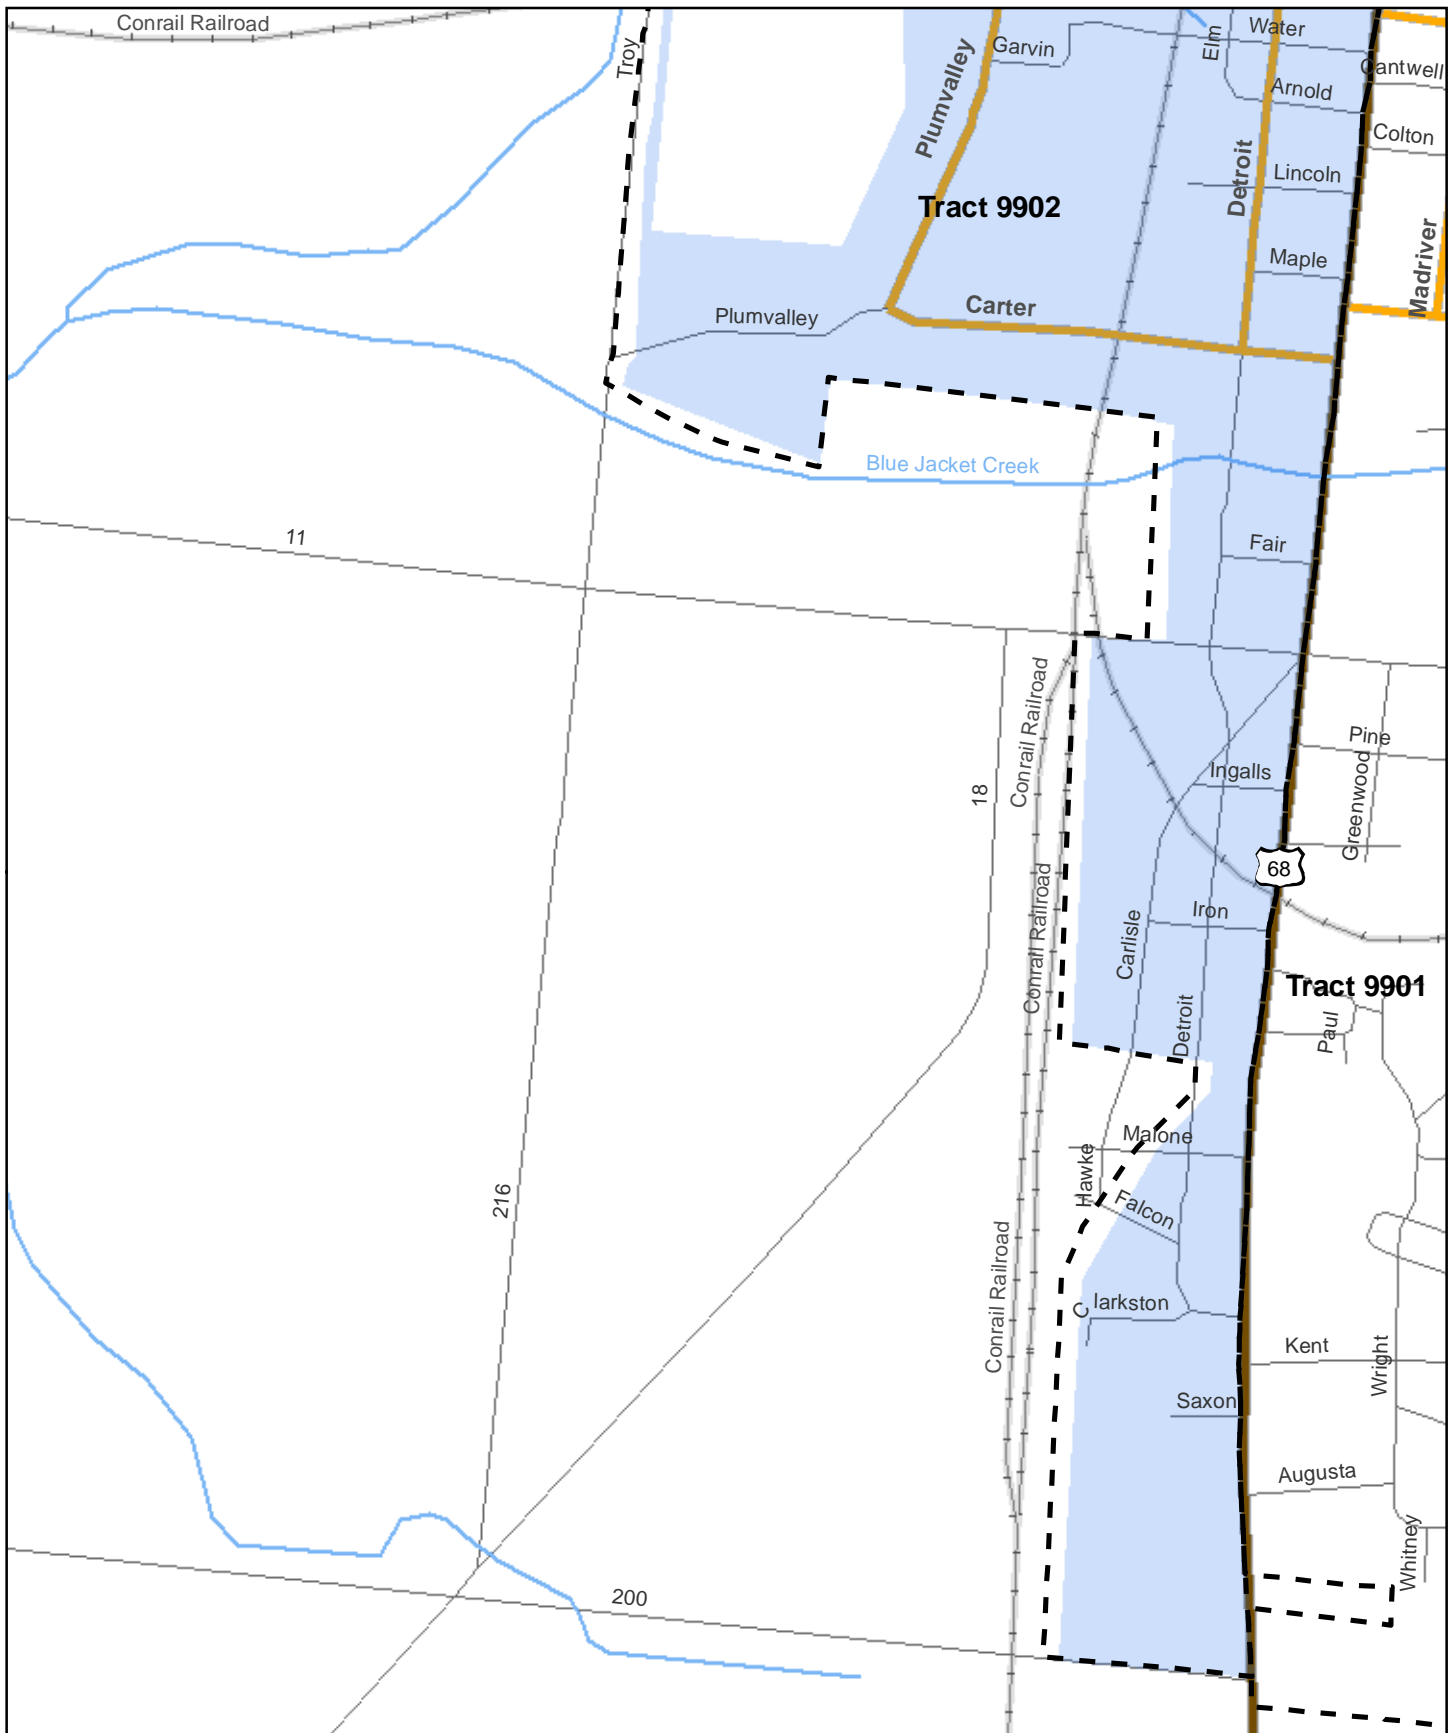 Conrail Railroad
Troy
Plumvalley
Garvin
Elm
Water
Cantwell
Arnold
Colton
Detroit
Lincoln
Tract 9902
Maple
Madriver
Carter
Plumvalley
Blue Jacket Creek
11
Fair
Conrail Railroad
18
Pine
Ingalls
Greenwood
68
Conrail Railroad
Carlisle
Iron
Tract 9901
Detroit
Paul
Malone
Hawke
Falcon
216
Conrail Railroad
Clarkston
Kent
Wright
Saxon
Augusta
Whitney
200